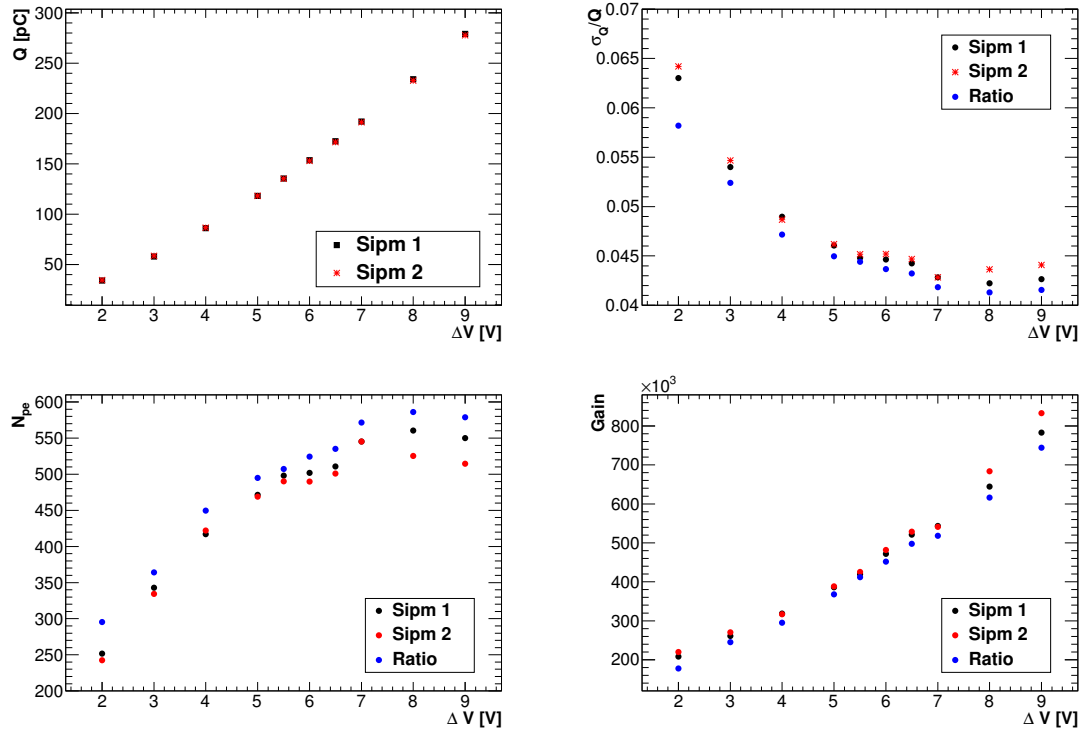 Q [pC]
300
250
200
150
100
50
Sipm 1
Sipm 2
2 3 4 5 6 7 8 9
ΔV [V]
σ_Q/Q
0.07
0.065
0.06
0.055
0.05
0.045
0.04
Sipm 1
Sipm 2
Ratio
2 3 4 5 6 7 8 9
ΔV [V]
N_pe
600
550
500
450
400
350
300
250
200
Sipm 1
Sipm 2
Ratio
2 3 4 5 6 7 8 9
Δ V [V]
×10³
Gain
800
700
600
500
400
300
200
Sipm 1
Sipm 2
Ratio
2 3 4 5 6 7 8 9
Δ V [V]